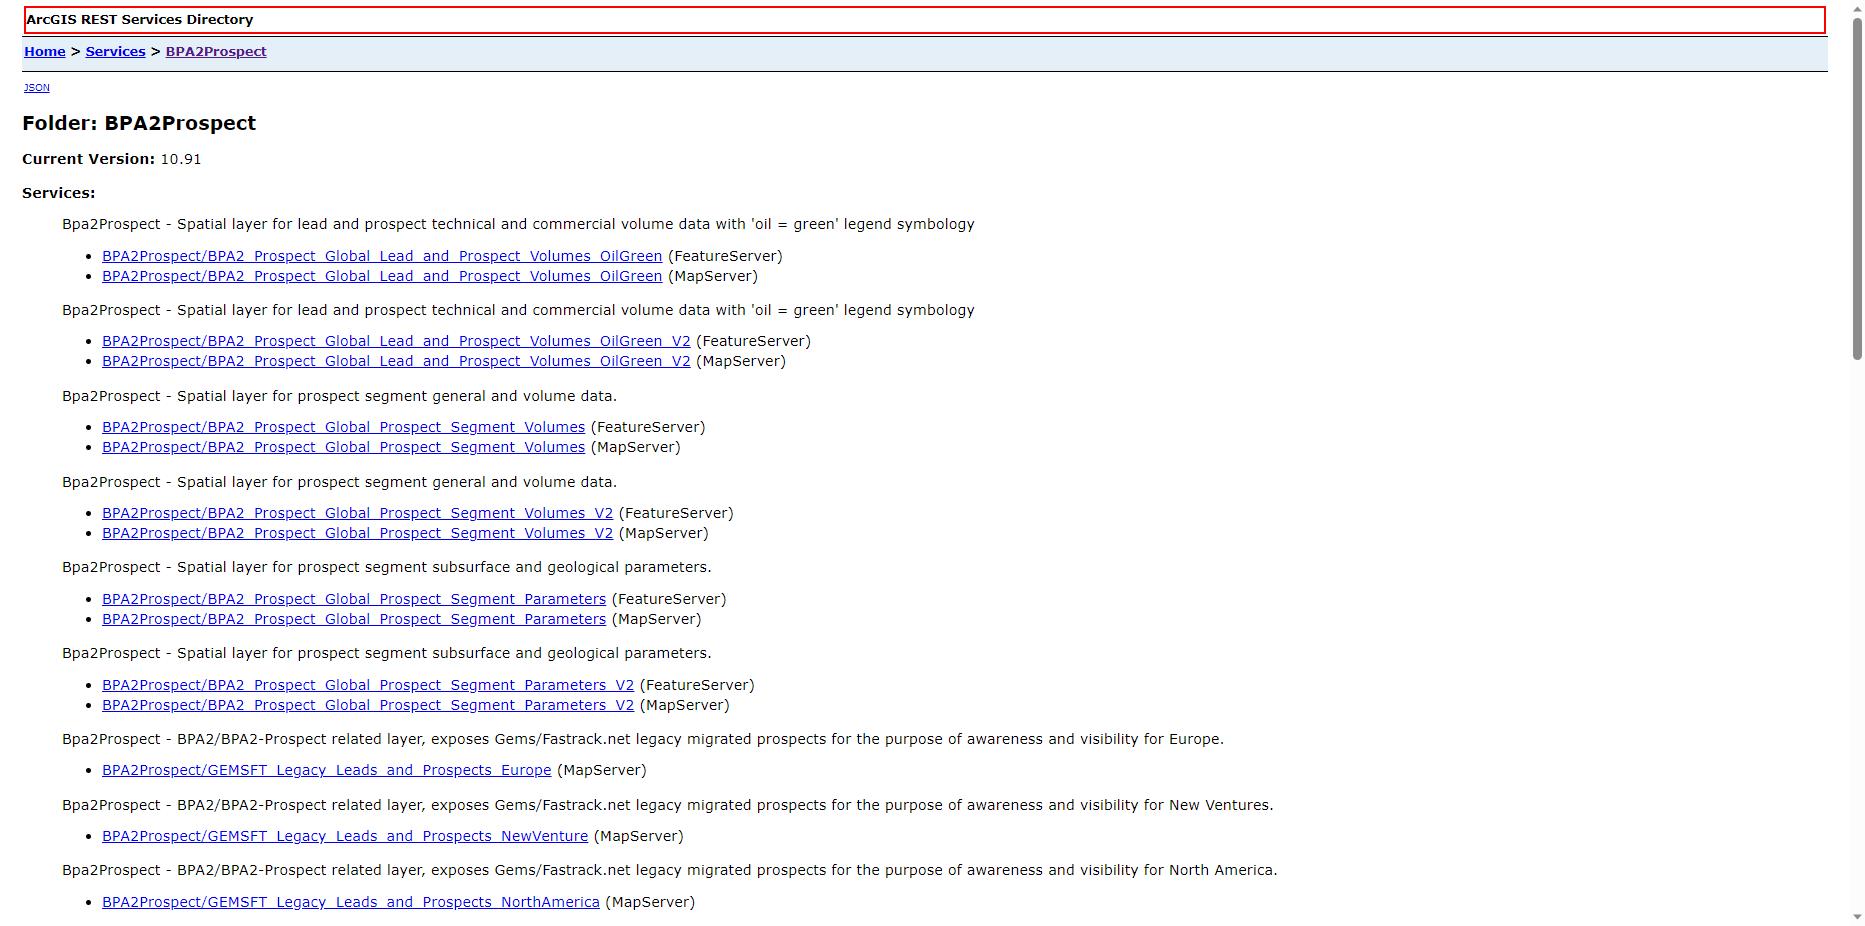 ArcGIS REST Services Directory
Home > Services > BPA2Prospect
JSON
Folder: BPA2Prospect
Current Version: 10.91
Services:
Bpa2Prospect - Spatial layer for lead and prospect technical and commercial volume data with 'oil = green' legend symbology
• BPA2Prospect/BPA2_Prospect_Global_Lead_and_Prospect_Volumes_OilGreen (FeatureServer)
• BPA2Prospect/BPA2_Prospect_Global_Lead_and_Prospect_Volumes_OilGreen (MapServer)
Bpa2Prospect - Spatial layer for lead and prospect technical and commercial volume data with 'oil = green' legend symbology
• BPA2Prospect/BPA2_Prospect_Global_Lead_and_Prospect_Volumes_OilGreen_V2 (FeatureServer)
• BPA2Prospect/BPA2_Prospect_Global_Lead_and_Prospect_Volumes_OilGreen_V2 (MapServer)
Bpa2Prospect - Spatial layer for prospect segment general and volume data.
• BPA2Prospect/BPA2_Prospect_Global_Prospect_Segment_Volumes (FeatureServer)
• BPA2Prospect/BPA2_Prospect_Global_Prospect_Segment_Volumes (MapServer)
Bpa2Prospect - Spatial layer for prospect segment general and volume data.
• BPA2Prospect/BPA2_Prospect_Global_Prospect_Segment_Volumes_V2 (FeatureServer)
• BPA2Prospect/BPA2_Prospect_Global_Prospect_Segment_Volumes_V2 (MapServer)
Bpa2Prospect - Spatial layer for prospect segment subsurface and geological parameters.
• BPA2Prospect/BPA2_Prospect_Global_Prospect_Segment_Parameters (FeatureServer)
• BPA2Prospect/BPA2_Prospect_Global_Prospect_Segment_Parameters (MapServer)
Bpa2Prospect - Spatial layer for prospect segment subsurface and geological parameters.
• BPA2Prospect/BPA2_Prospect_Global_Prospect_Segment_Parameters_V2 (FeatureServer)
• BPA2Prospect/BPA2_Prospect_Global_Prospect_Segment_Parameters_V2 (MapServer)
Bpa2Prospect - BPA2/BPA2-Prospect related layer, exposes Gems/Fastrack.net legacy migrated prospects for the purpose of awareness and visibility for Europe.
• BPA2Prospect/GEMSFT_Legacy_Leads_and_Prospects_Europe (MapServer)
Bpa2Prospect - BPA2/BPA2-Prospect related layer, exposes Gems/Fastrack.net legacy migrated prospects for the purpose of awareness and visibility for New Ventures.
• BPA2Prospect/GEMSFT_Legacy_Leads_and_Prospects_NewVenture (MapServer)
Bpa2Prospect - BPA2/BPA2-Prospect related layer, exposes Gems/Fastrack.net legacy migrated prospects for the purpose of awareness and visibility for North America.
• BPA2Prospect/GEMSFT_Legacy_Leads_and_Prospects_NorthAmerica (MapServer)